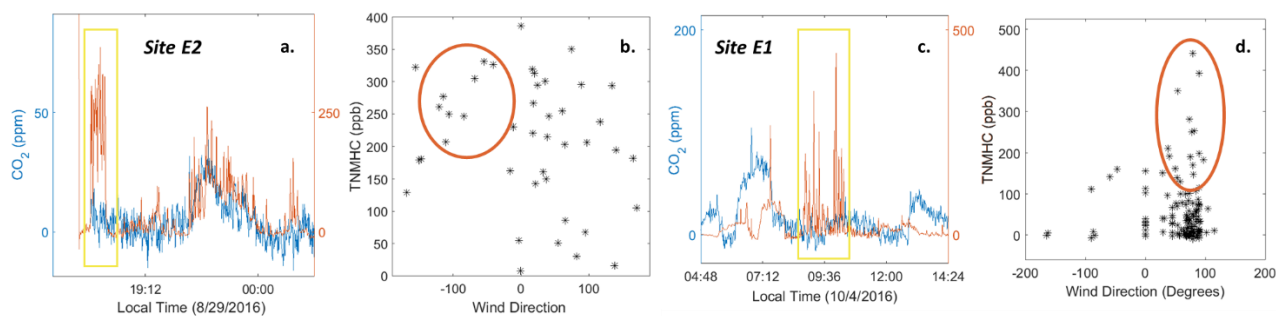 Site E2
a.
CO2 (ppm)
50
0
250
0
19:12
00:00
Local Time (8/29/2016)
b.
TNMHC (ppb)
400
350
300
250
200
150
100
50
0
-100
0
100
Wind Direction
Site E1
c.
CO2 (ppm)
200
0
500
0
04:48
07:12
09:36
12:00
14:24
Local Time (10/4/2016)
d.
TNMHC (ppb)
500
400
300
200
100
0
-100
-200
-100
0
100
200
Wind Direction (Degrees)